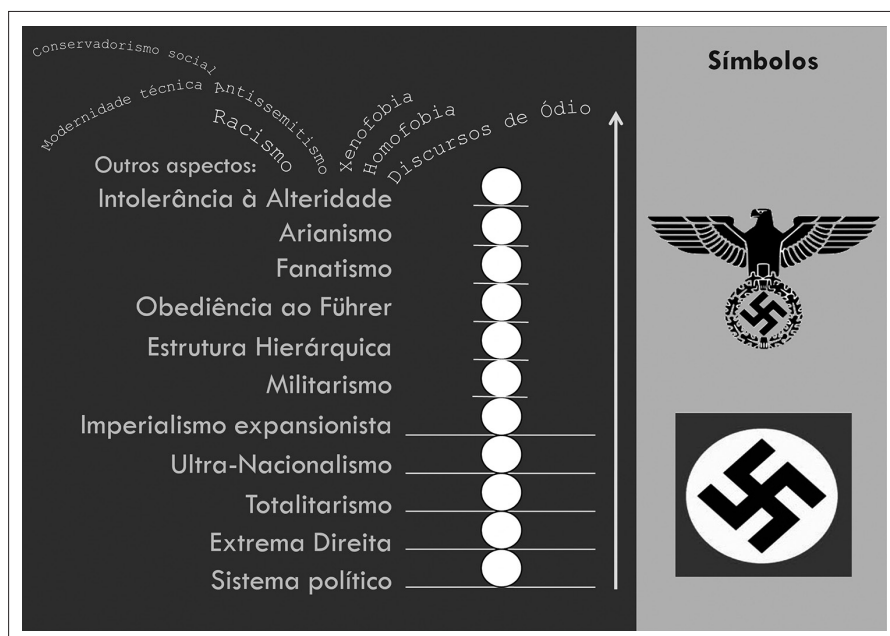 Conservadorismo social
Modernidade técnica
Antissemitismo
Racismo
Xenofobia
Homofobia
Discursos de Ódio
Símbolos
Outros aspectos:
Intolerância à Alteridade
Arianismo
Fanatismo
Obediência ao Führer
Estrutura Hierárquica
Militarismo
Imperialismo expansionista
Ultra-Nacionalismo
Totalitarismo
Extrema Direita
Sistema político